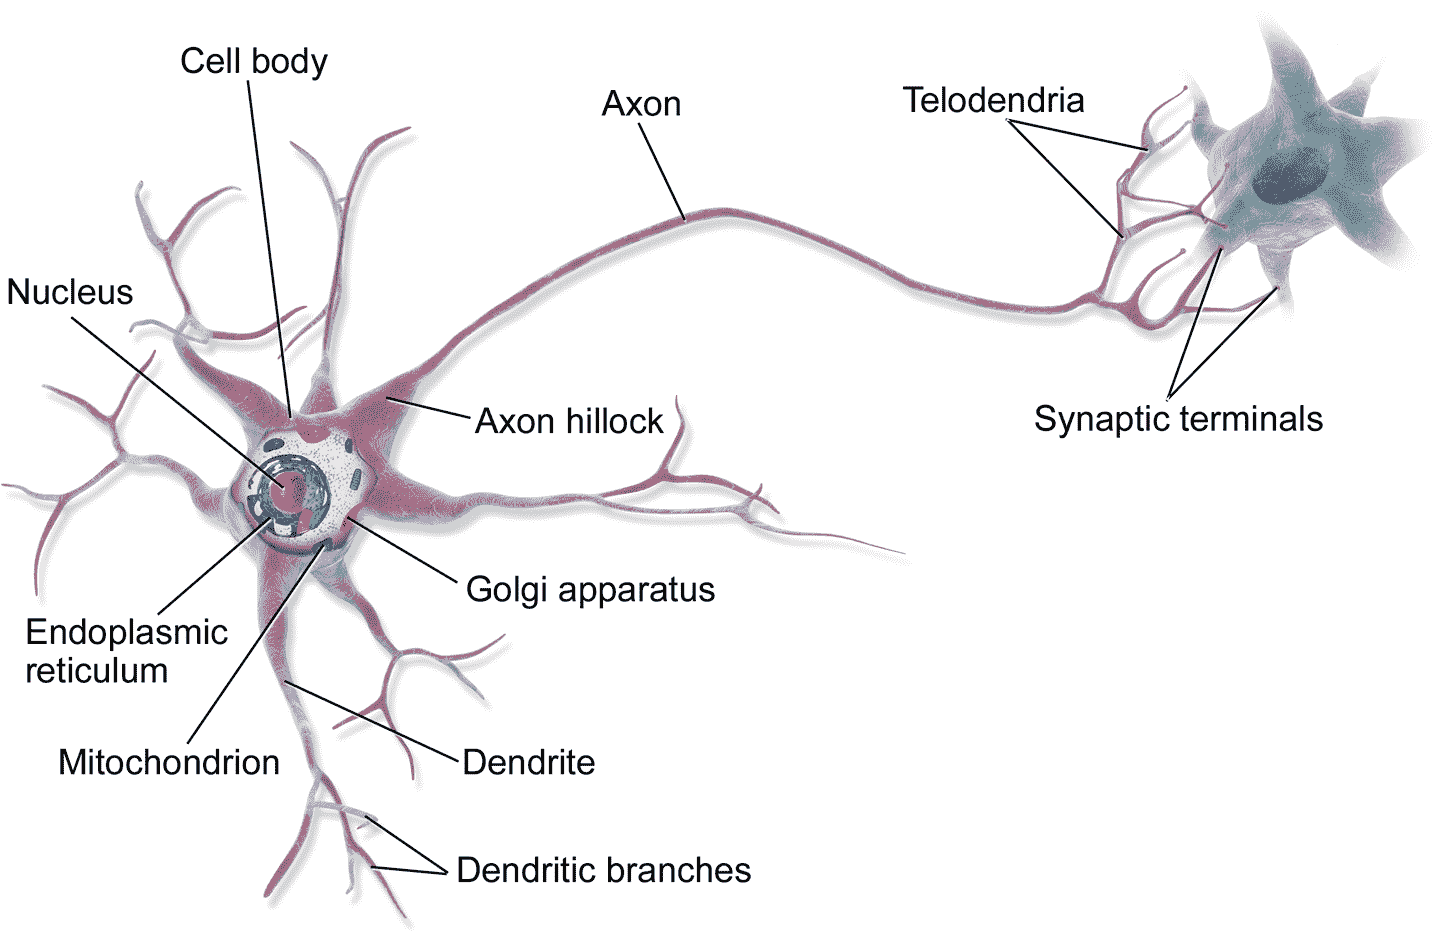 Cell body
Axon
Telodendria
Nucleus
Axon hillock
Synaptic terminals
Golgi apparatus
Endoplasmic
reticulum
Mitochondrion
Dendrite
Dendritic branches